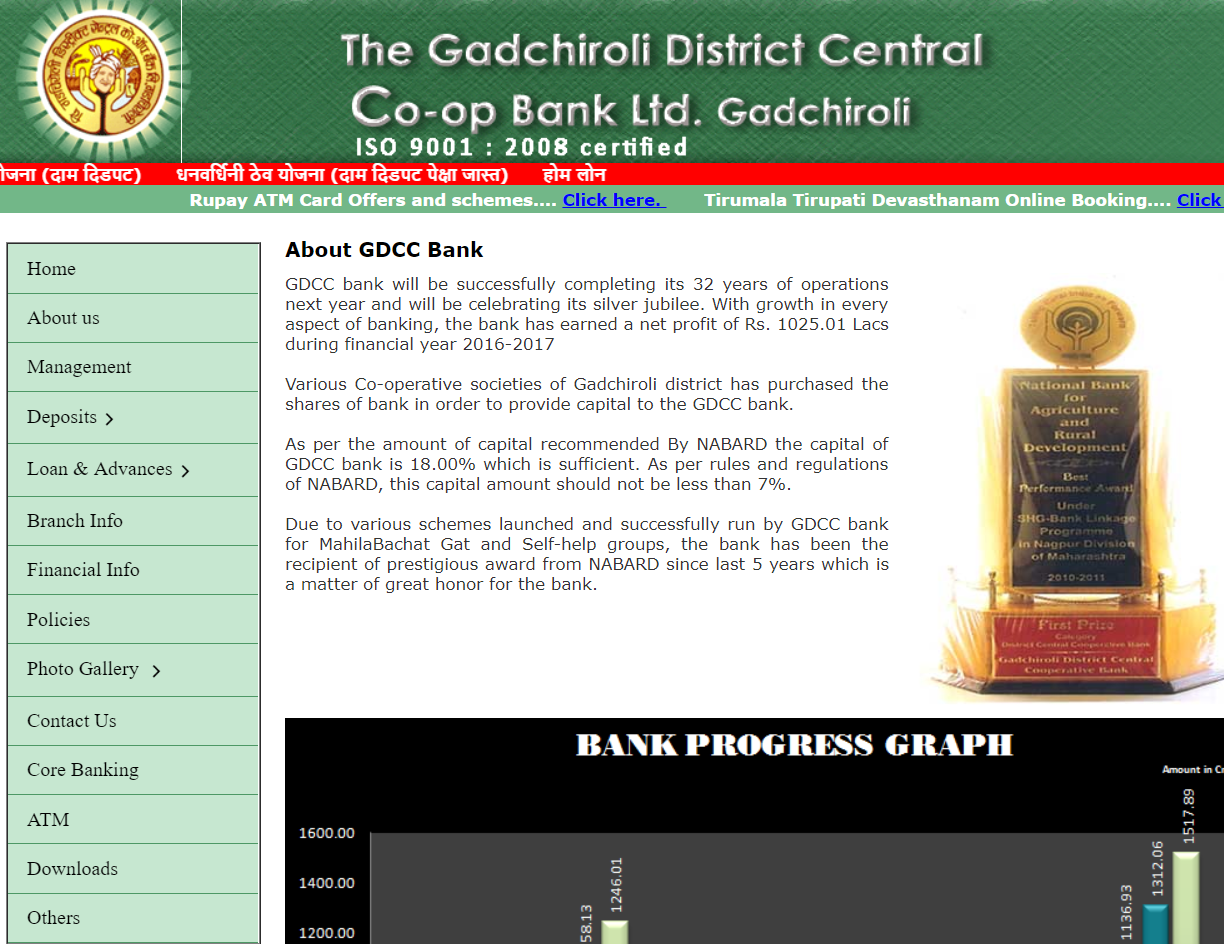 The Gadchiroli District Central
Co-op Bank Ltd. Gadchiroli
ISO 9001 : 2008 certified
(दाम दिडपट) धनवर्धिनी ठेव योजना (दाम दिडपट पेक्षा जास्त) होम लोन
Rupay ATM Card Offers and schemes.... Click here. Tirumala Tirupati Devasthanam Online Booking.... Click
Home
About us
Management
Deposits
Loan & Advances
Branch Info
Financial Info
Policies
Photo Gallery
Contact Us
Core Banking
ATM
Downloads
Others
About GDCC Bank
GDCC bank will be successfully completing its 32 years of operations
next year and will be celebrating its silver jubilee. With growth in every
aspect of banking, the bank has earned a net profit of Rs. 1025.01 Lacs
during financial year 2016-2017
Various Co-operative societies of Gadchiroli district has purchased the
shares of bank in order to provide capital to the GDCC bank.
As per the amount of capital recommended By NABARD the capital of
GDCC bank is 18.00% which is sufficient. As per rules and regulations
of NABARD, this capital amount should not be less than 7%.
Due to various schemes launched and successfully run by GDCC bank
for MahilaBachat Gat and Self-help groups, the bank has been the
recipient of prestigious award from NABARD since last 5 years which is
a matter of great honor for the bank.
National Bank
for
Agriculture
and
Rural
Development
Best
Performance Award
Under
SHG-Bank Linkage
Programme
in Nagpur Division
of Maharashtra
2010-2011
First Prize
Category
District Central Cooperative Bank
Gadchiroli District Central
Cooperative Bank
BANK PROGRESS GRAPH
Amount in
1600.00
1400.00
1200.00
58.13
1246.01
1136.93
1312.06
1517.89